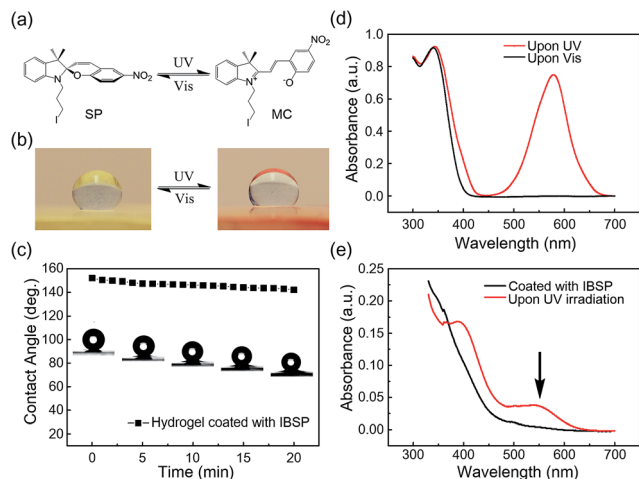 (a)
UV
Vis
NO₂
O
N
I
SP
NO₂
⁻O
N⁺
I
MC
(b)
UV
Vis
(c)
Contact Angle (deg.)
160
140
120
100
80
60
40
20
Hydrogel coated with IBSP
0 5 10 15 20
Time (min)
(d)
Absorbance (a.u.)
1.0
0.8
0.6
0.4
0.2
0.0
Upon UV
Upon Vis
300 400 500 600 700
Wavelength (nm)
(e)
Absorbance (a.u.)
0.25
0.20
0.15
0.10
0.05
0.00
Coated with IBSP
Upon UV irradiation
300 400 500 600 700
Wavelength (nm)